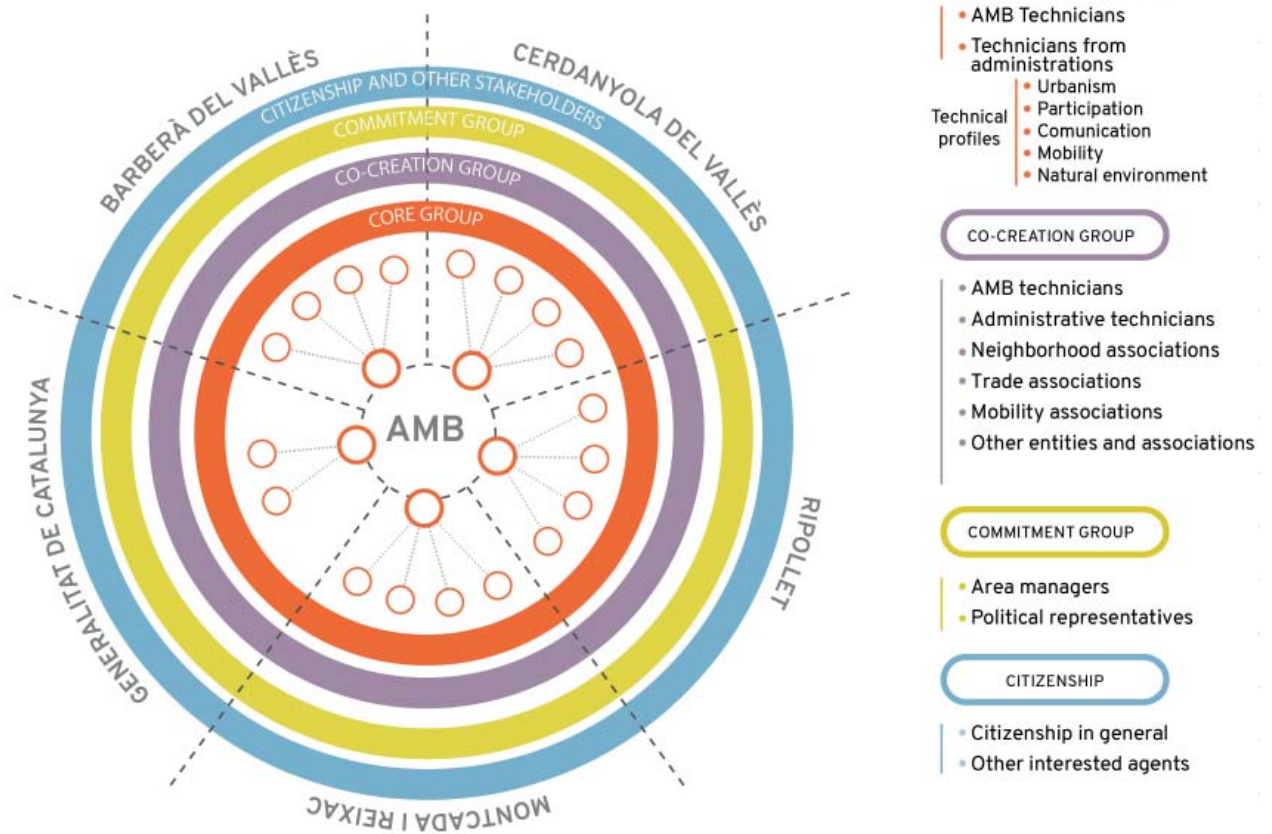 BARBERÀ DEL VALLÈS
CERDANYOLA DEL VALLÈS
RIPOLLET
MONTCADA I REIXAC
GENERALITAT DE CATALUNYA
CITIZENSHIP AND OTHER STAKEHOLDERS
COMMITMENT GROUP
CO-CREATION GROUP
CORE GROUP
AMB
AMB Technicians
Technicians from
administrations
Technical
profiles
Urbanism
Participation
Comunication
Mobility
Natural environment
CO-CREATION GROUP
AMB technicians
Administrative technicians
Neighborhood associations
Trade associations
Mobility associations
Other entities and associations
COMMITMENT GROUP
Area managers
Political representatives
CITIZENSHIP
Citizenship in general
Other interested agents